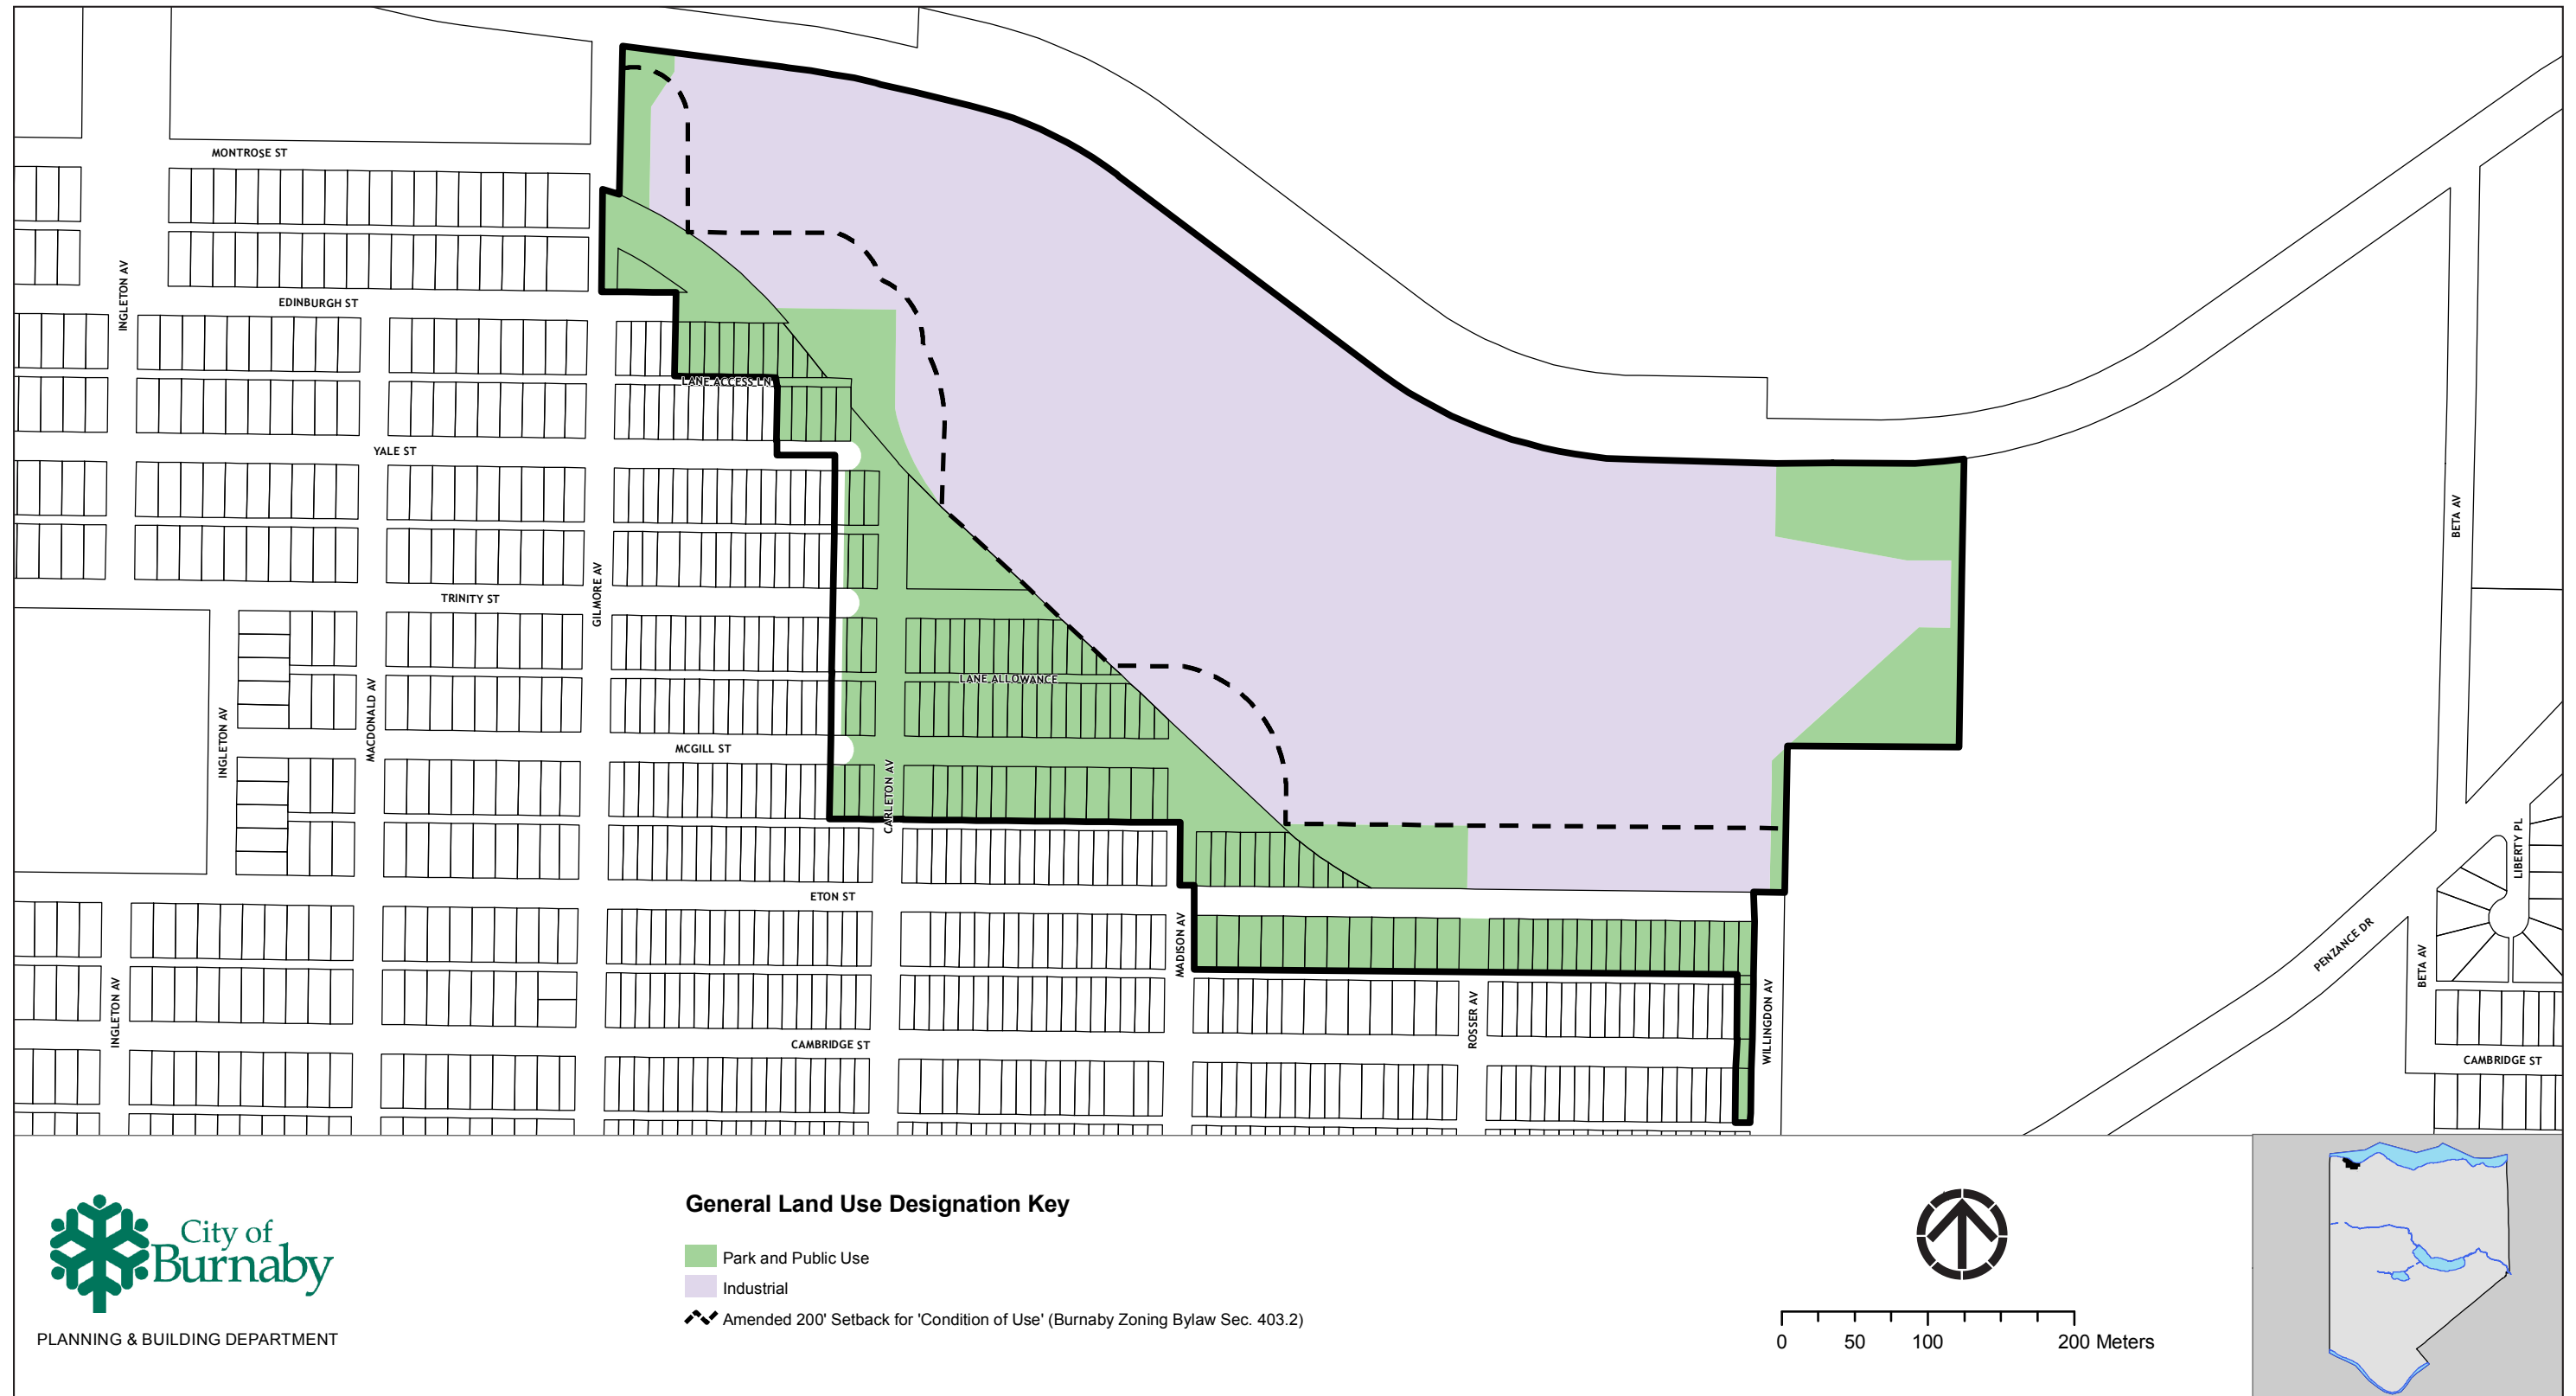 MONTROSE ST
INGLETON AV
EDINBURGH ST
LANE ACCESS LN
YALE ST
BETA AV
GILMORE AV
TRINITY ST
LANE ALLOWANCE
MACDONALD AV
INGLETON AV
MCGILL ST
CARLETON AV
LIBERTY PL
ETON ST
MADISON AV
PENZANCE DR
BETA AV
INGLETON AV
ROSSER AV
WILLINGDON AV
CAMBRIDGE ST
CAMBRIDGE ST
City of
Burnaby
PLANNING & BUILDING DEPARTMENT
General Land Use Designation Key
Park and Public Use
Industrial
Amended 200' Setback for 'Condition of Use' (Burnaby Zoning Bylaw Sec. 403.2)
0 50 100 200 Meters